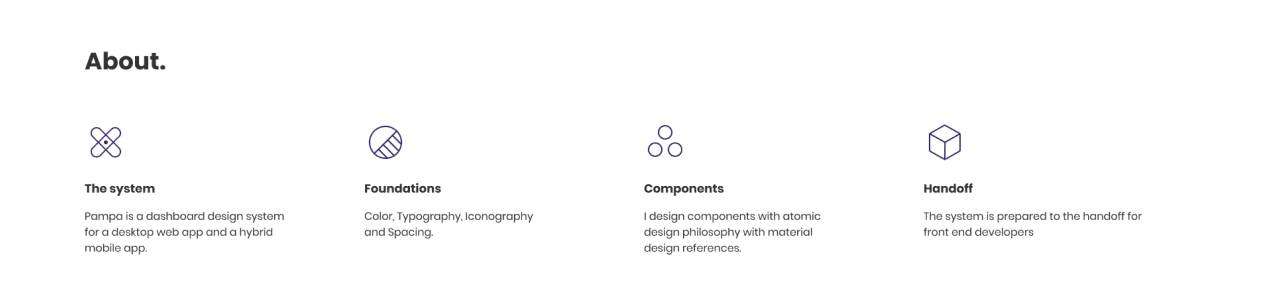 About.
The system
Pampa is a dashboard design system
for a desktop web app and a hybrid
mobile app.
Foundations
Color, Typography, Iconography
and Spacing.
Components
I design components with atomic
design philosophy with material
design references.
Handoff
The system is prepared to the handoff for
front end developers